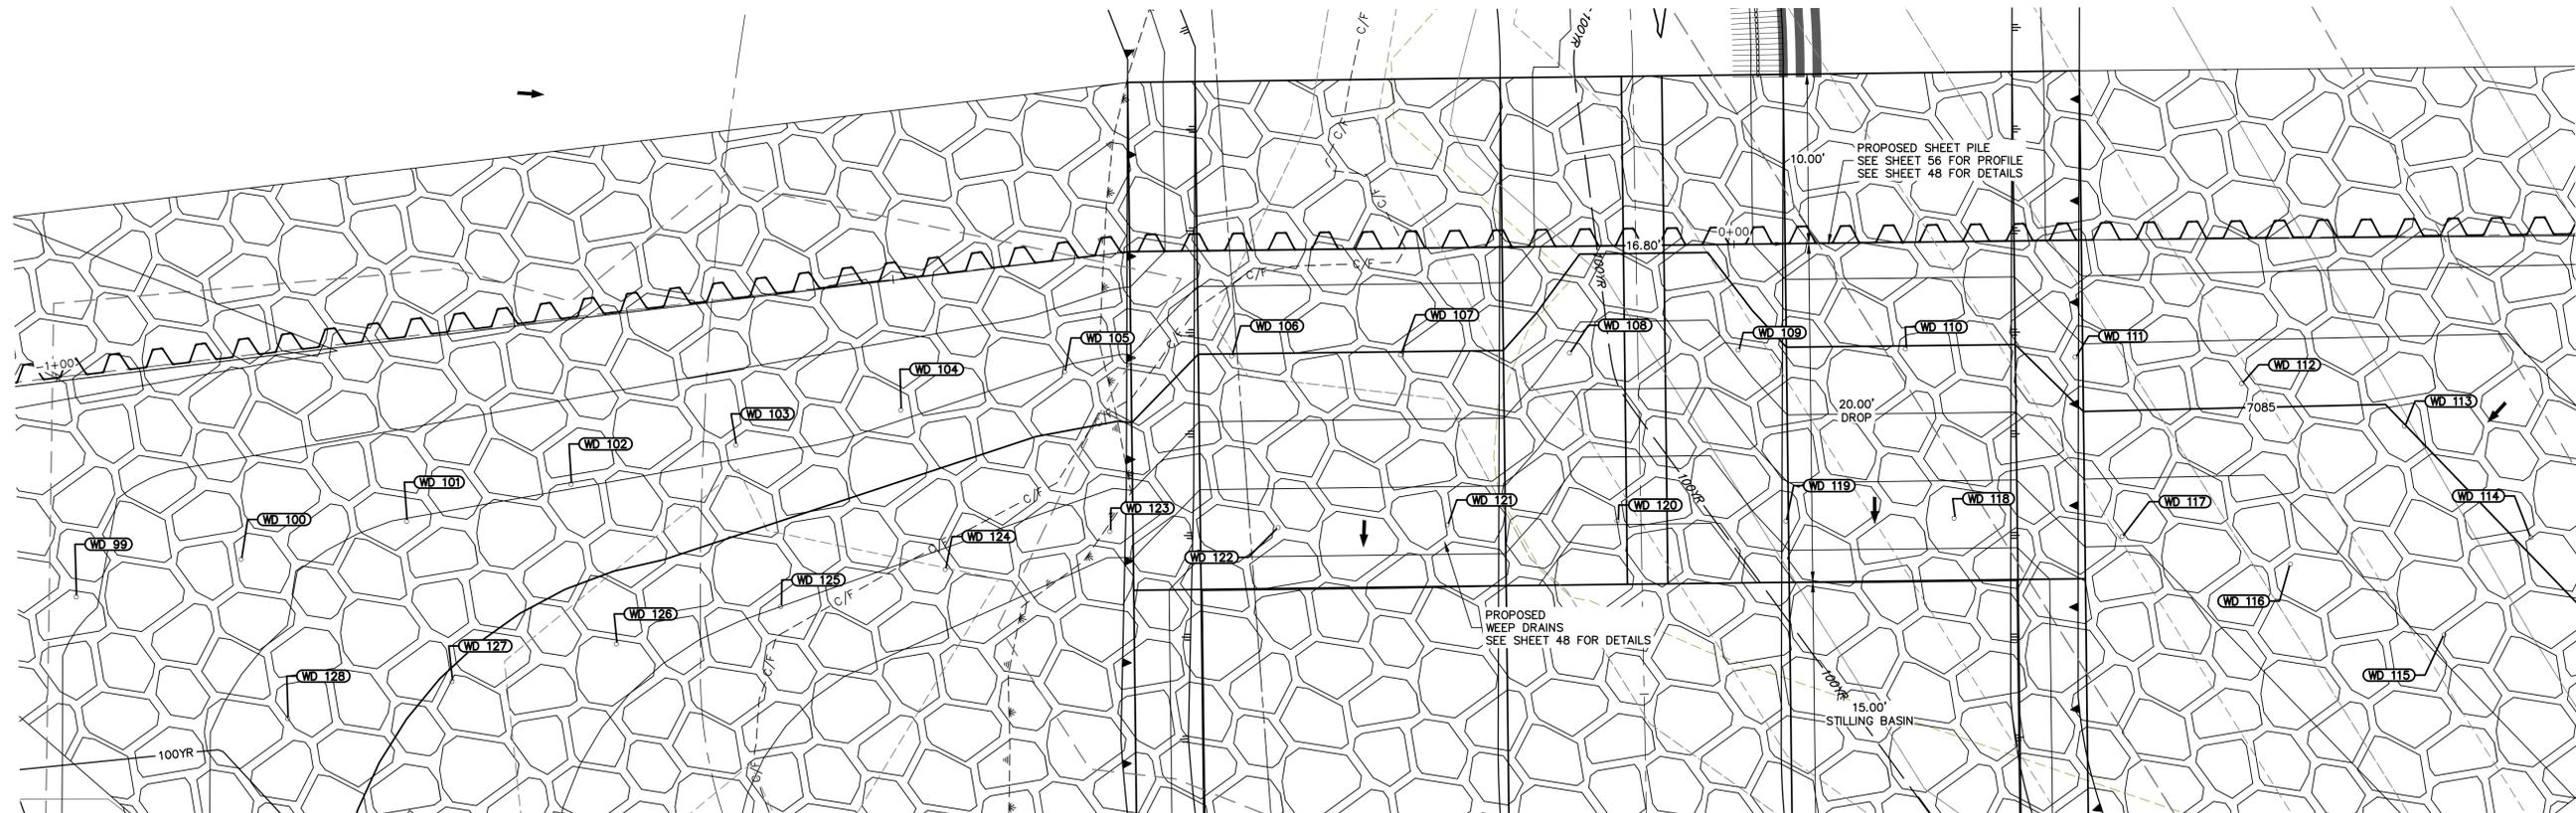 C/F
100YR
C/F
C/F
10.00'
PROPOSED SHEET PILE
SEE SHEET 56 FOR PROFILE
SEE SHEET 48 FOR DETAILS
0+00
16.80'
C/F
C/F
100YR
-1+00
WD 105
WD 106
WD 107
WD 108
WD 109
WD 110
WD 111
C/F
WD 104
WD 112
WD 103
C/F
20.00'
DROP
7085
WD 113
WD 102
WD 101
C/F
100YR
WD 119
WD 118
WD 117
WD 114
WD 100
WD 123
WD 121
WD 120
WD 99
C/F
WD 124
WD 122
WD 125
C/F
WD 126
PROPOSED
WEEP DRAINS
SEE SHEET 48 FOR DETAILS
WD 116
WD 127
C/F
WD 128
100YR
WD 115
15.00'
STILLING BASIN
100YR
C/F